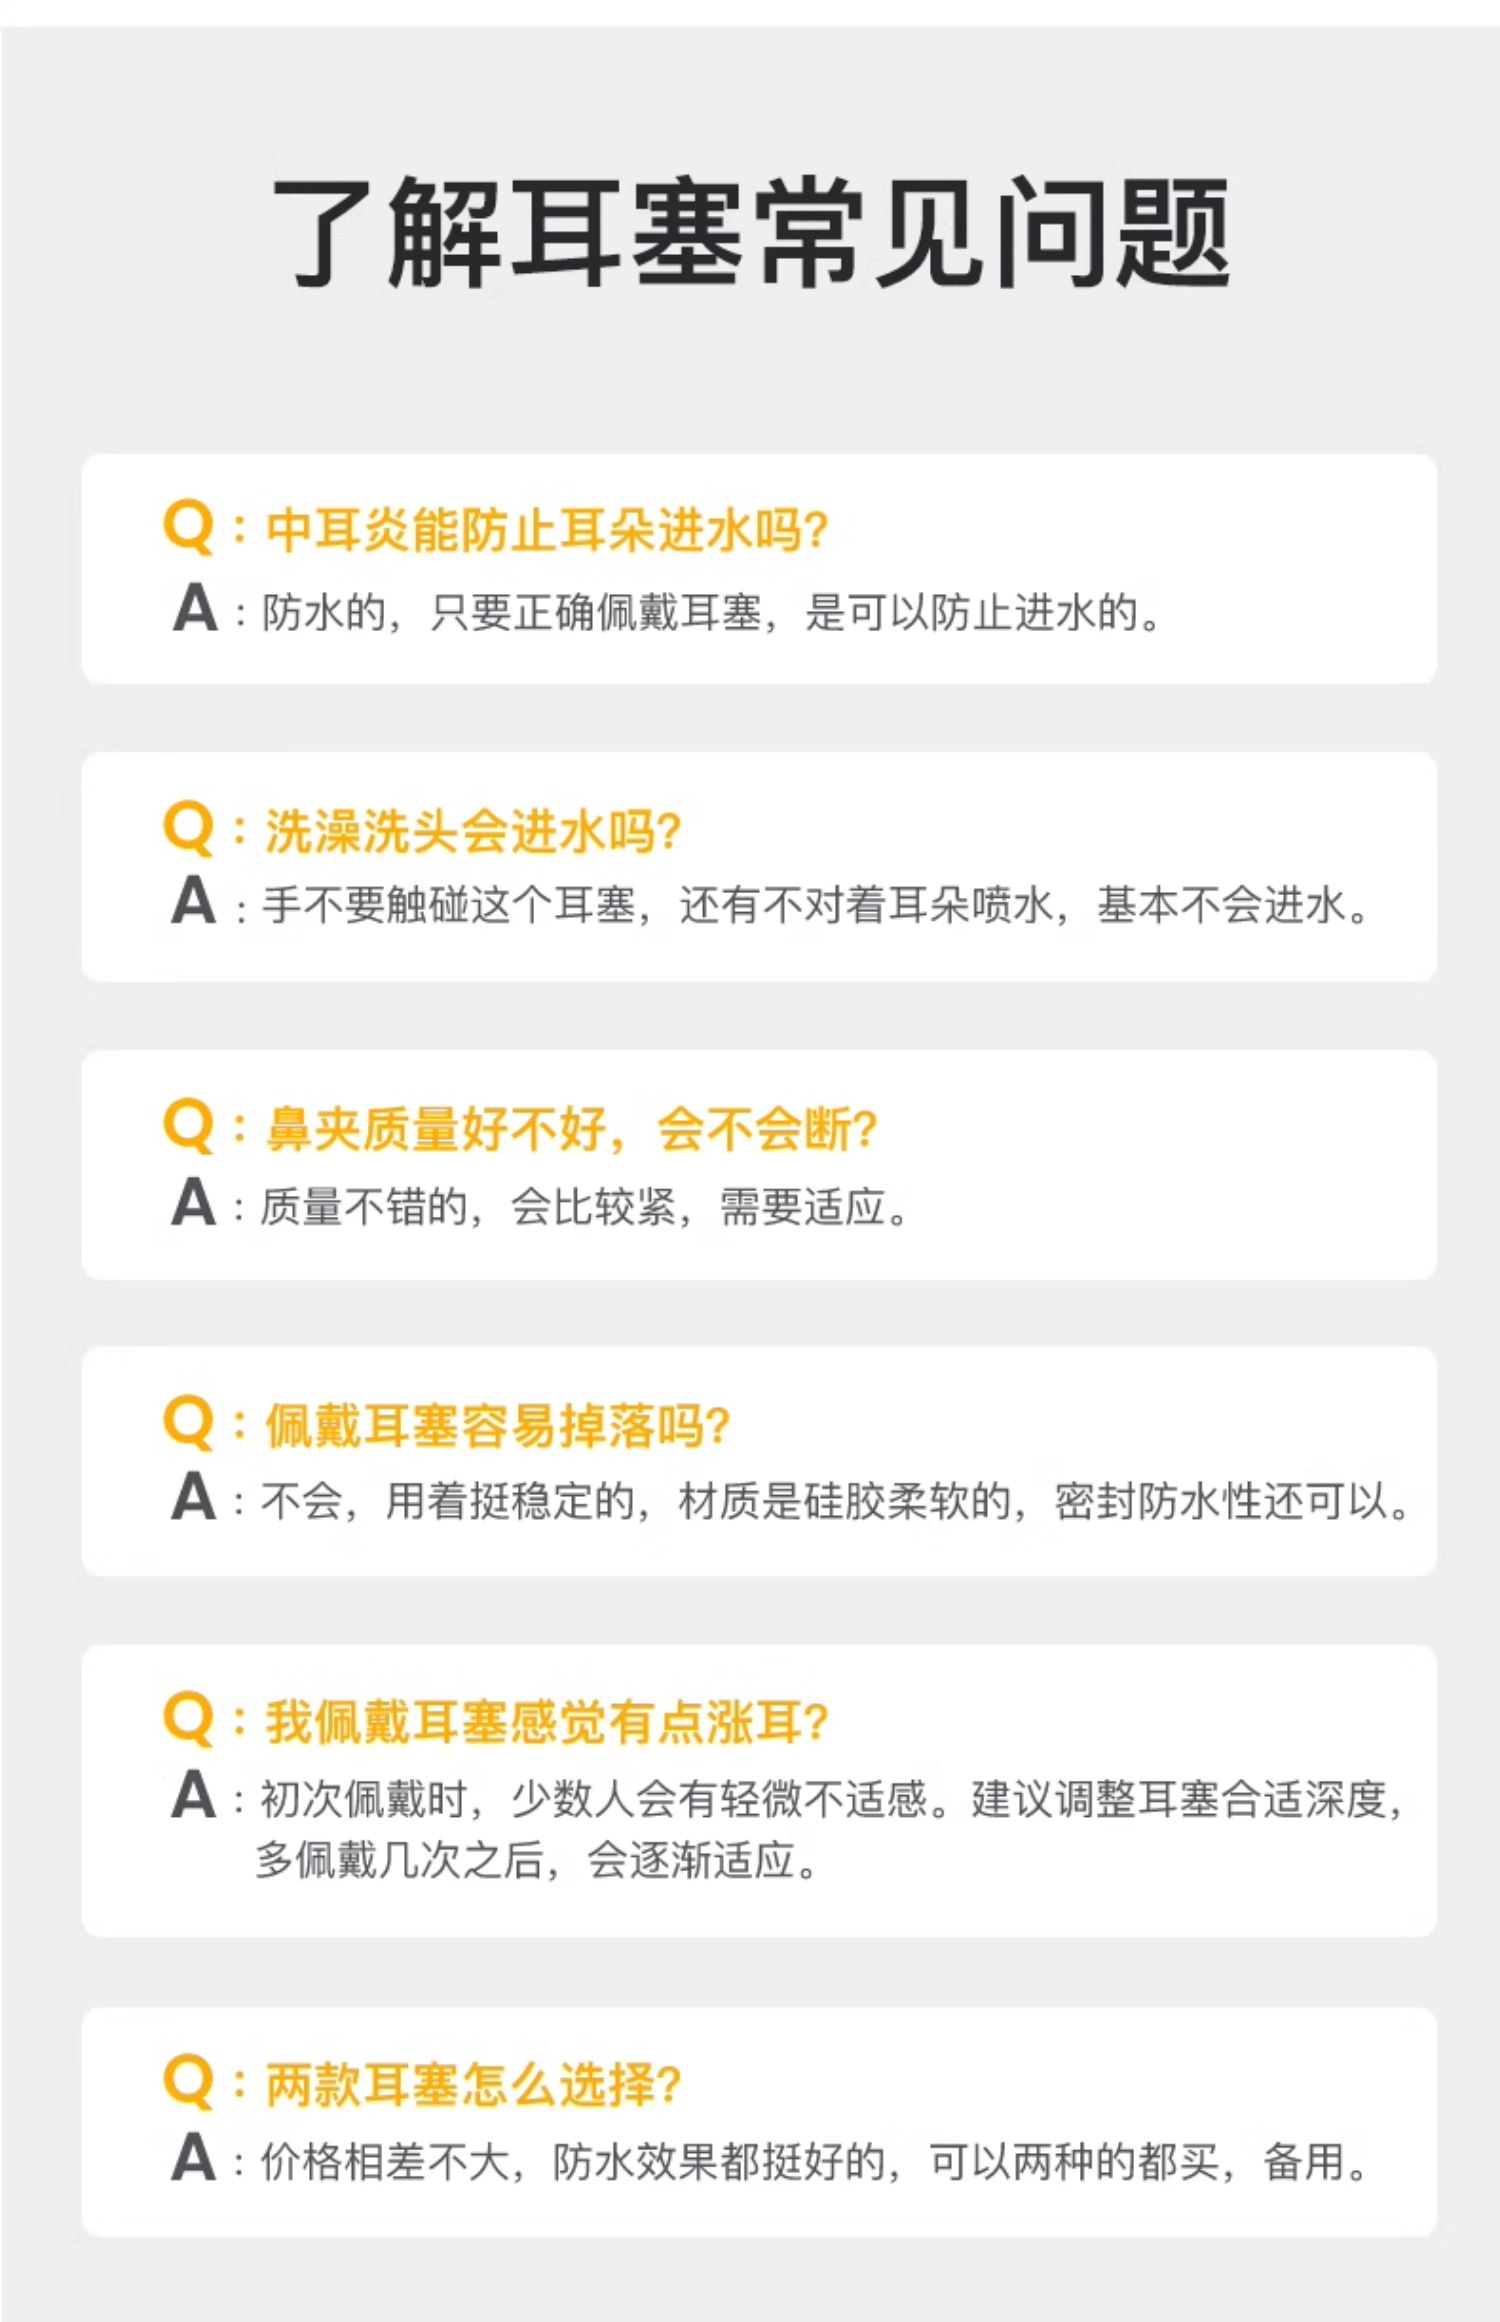 了解耳塞常见问题
Q：中耳炎能防止耳朵进水吗?
A：防水的，只要正确佩戴耳塞，是可以防止进水的。
Q：洗澡洗头会进水吗?
A：手不要触碰这个耳塞，还有不对着耳朵喷水，基本不会进水。
Q：鼻夹质量好不好，会不会断?
A：质量不错的，会比较紧，需要适应。
Q：佩戴耳塞容易掉落吗?
A：不会，用着挺稳定的，材质是硅胶柔软的，密封防水性还可以。
Q：我佩戴耳塞感觉有点涨耳?
A：初次佩戴时，少数人会有轻微不适感。建议调整耳塞合适深度，
多佩戴几次之后，会逐渐适应。
Q：两款耳塞怎么选择?
A：价格相差不大，防水效果都挺好的，可以两种的都买，备用。